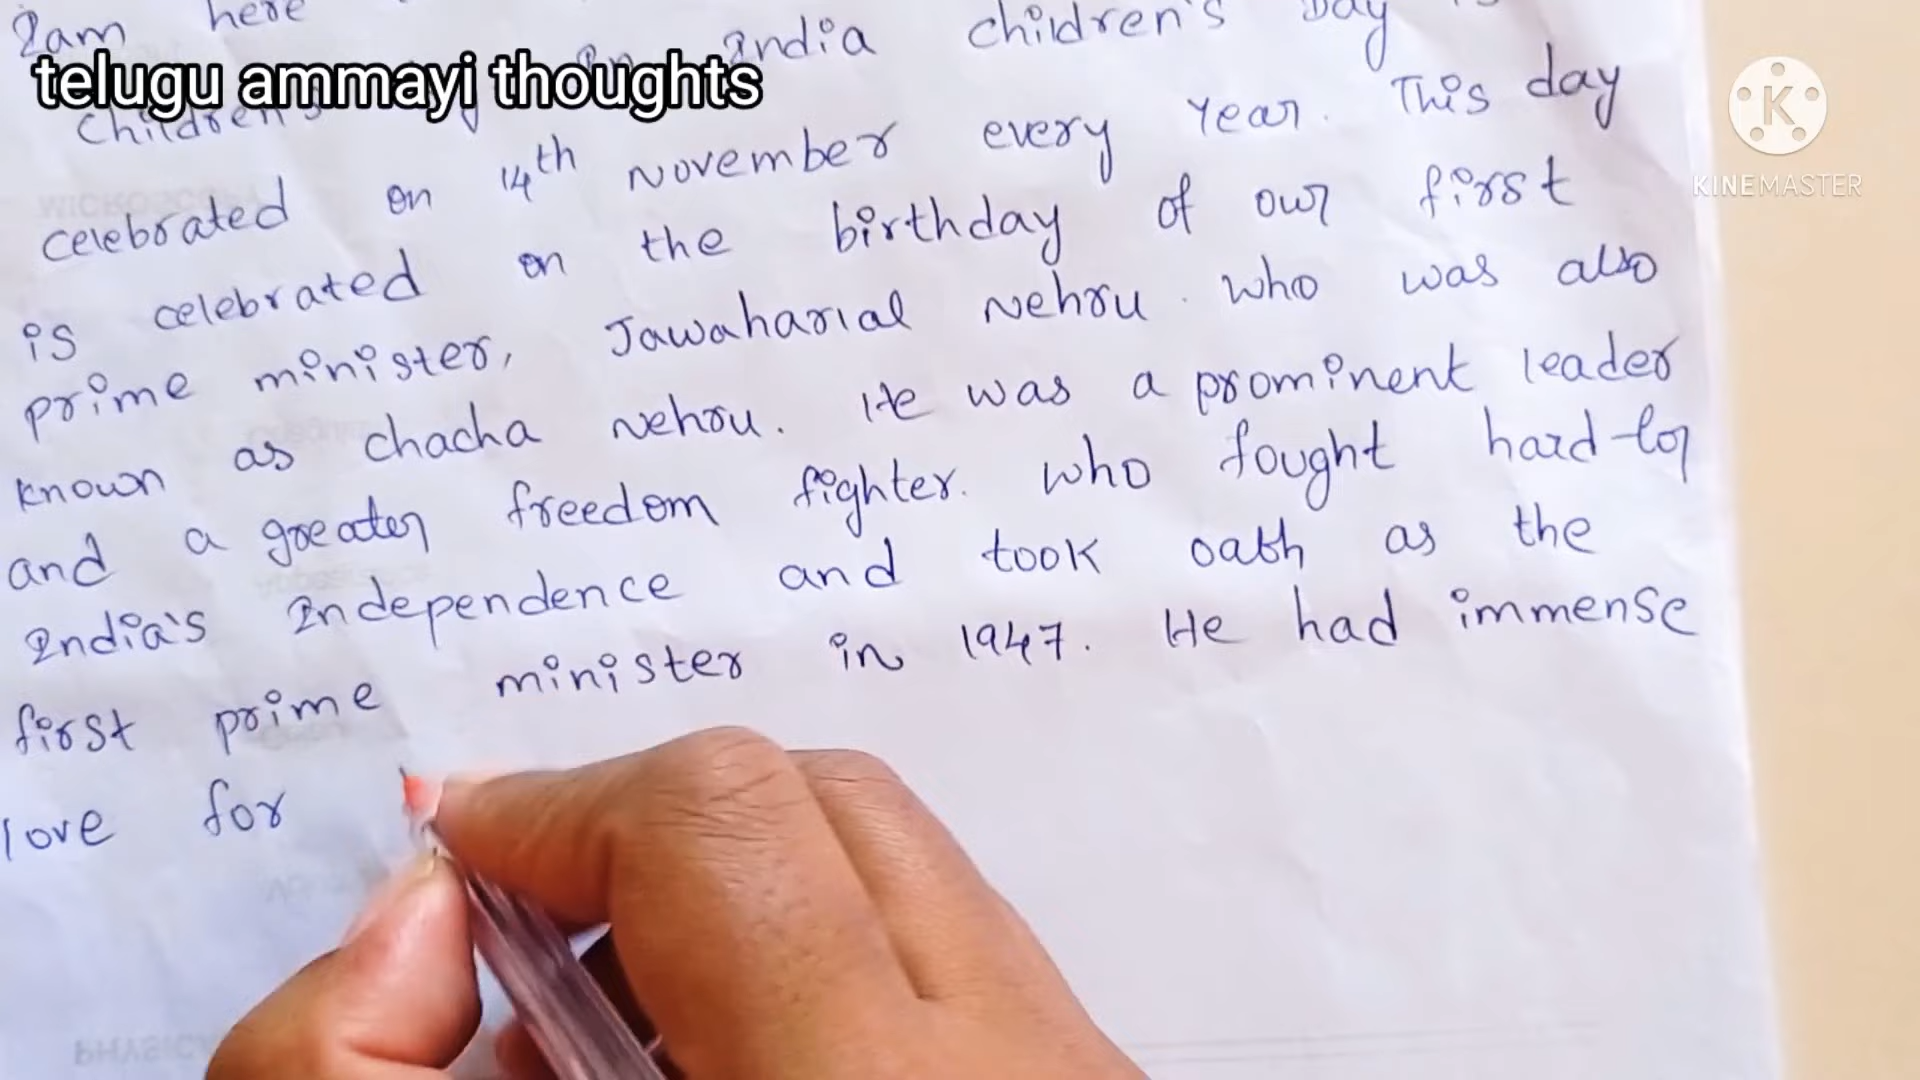 I am here
telugu ammayi thoughts
children's In India children's Day
celebrated on 14th November every Year. This day
is celebrated on the birthday of our first
prime minister, Jawaharlal Nehru. Who was also
known as chacha Nehru. He was a prominent leader
and a greater freedom fighter. who fought hard for
India's Independence and took oath as the
first prime minister in 1947. He had immense
love for
KINEMASTER